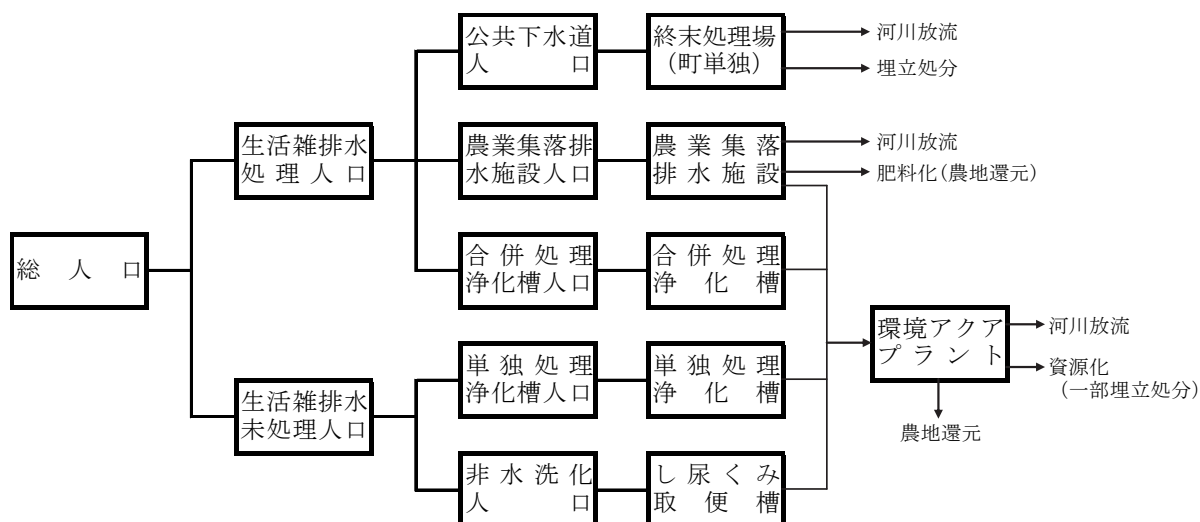 総人口
生活雑排水
処理人口
生活雑排水
未処理人口
公共下水道
人口
農業集落排
水施設人口
合併処理
浄化槽人口
単独処理
浄化槽人口
非水洗化
人口
終末処理場
（町単独）
農業集落
排水施設
合併処理
浄化槽
単独処理
浄化槽
し尿くみ
取便槽
河川放流
埋立処分
河川放流
肥料化（農地還元）
環境アクア
プラント
河川放流
資源化
（一部埋立処分）
農地還元